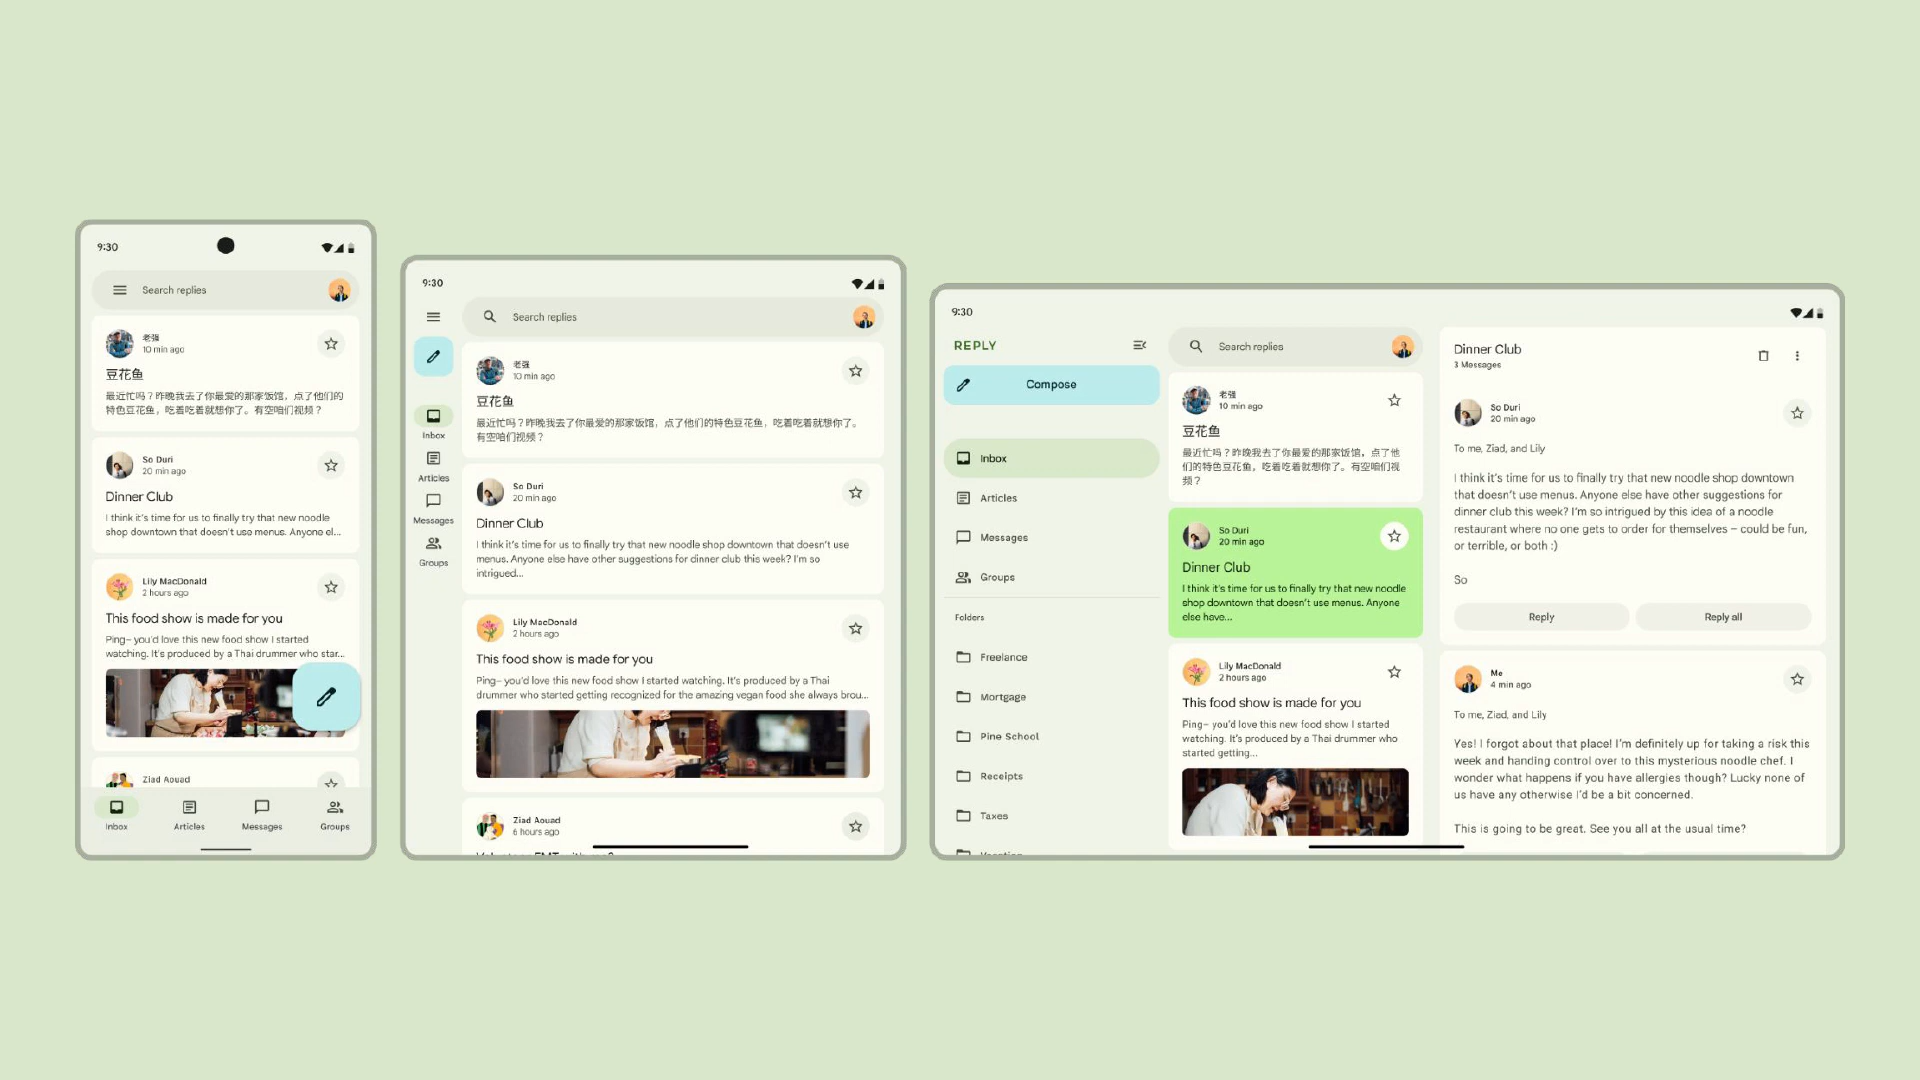 9:30
Search replies
老强
10 min ago
豆花鱼
最近忙吗？昨晚我去了你最爱的那家饭馆，点了他们的
特色豆花鱼，吃着吃着就想你了。有空咱们视频？
So Duri
20 min ago
Dinner Club
I think it's time for us to finally try that new noodle
shop downtown that doesn't use menus. Anyone el...
Lily MacDonald
2 hours ago
This food show is made for you
Ping– you'd love this new food show I started
watching. It's produced by a Thai drummer who star...
Ziad Aouad
Inbox
Articles
Messages
Groups
9:30
Search replies
Inbox
Articles
Messages
Groups
老强
10 min ago
豆花鱼
最近忙吗？昨晚我去了你最爱的那家饭馆，点了他们的特色豆花鱼，吃着吃着就想你了。
有空咱们视频？
So Duri
20 min ago
Dinner Club
I think it's time for us to finally try that new noodle shop downtown that doesn't use
menus. Anyone else have other suggestions for dinner club this week? I'm so
intrigued...
Lily MacDonald
2 hours ago
This food show is made for you
Ping– you'd love this new food show I started watching. It's produced by a Thai
drummer who started getting recognized for the amazing vegan food she always brou...
Ziad Aouad
6 hours ago
9:30
REPLY
Compose
Inbox
Articles
Messages
Groups
Folders
Freelance
Mortgage
Pine School
Receipts
Taxes
Search replies
老强
10 min ago
豆花鱼
最近忙吗？昨晚我去了你最爱的那家饭馆，点了他
们的特色豆花鱼，吃着吃着就想你了。有空咱们视
频？
So Duri
20 min ago
Dinner Club
I think it's time for us to finally try that new noodle
shop downtown that doesn't use menus. Anyone
else have...
Lily MacDonald
2 hours ago
This food show is made for you
Ping– you'd love this new food show I started
watching. It's produced by a Thai drummer who
started getting...
Dinner Club
3 Messages
So Duri
20 min ago
To me, Ziad, and Lily
I think it's time for us to finally try that new noodle shop downtown
that doesn't use menus. Anyone else have other suggestions for
dinner club this week? I'm so intrigued by this idea of a noodle
restaurant where no one gets to order for themselves – could be fun,
or terrible, or both :)
So
Reply
Reply all
Me
4 min ago
To me, Ziad, and Lily
Yes! I forgot about that place! I'm definitely up for taking a risk this
week and handing control over to this mysterious noodle chef. I
wonder what happens if you have allergies though? Lucky none of
us have any otherwise I'd be a bit concerned.
This is going to be great. See you all at the usual time?